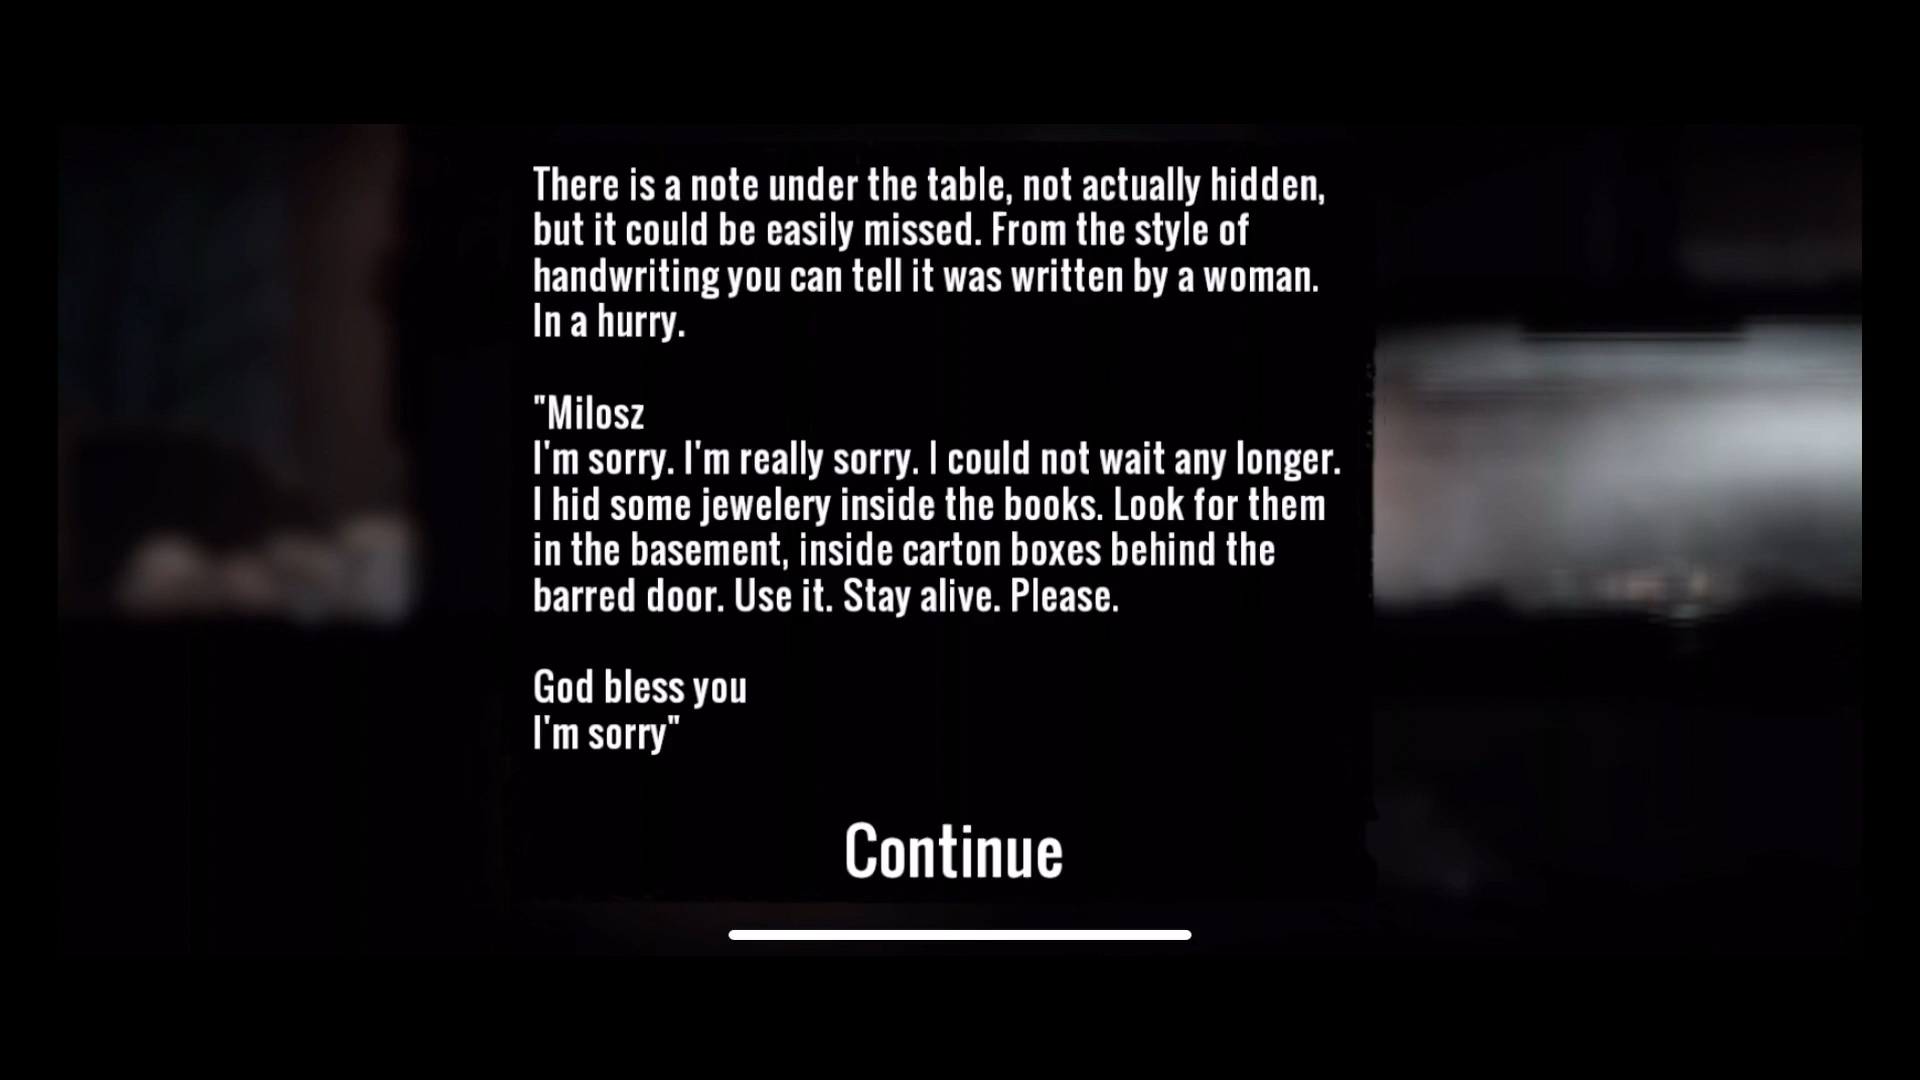 There is a note under the table, not actually hidden,
but it could be easily missed. From the style of
handwriting you can tell it was written by a woman.
In a hurry.
"Milosz
I'm sorry. I'm really sorry. I could not wait any longer.
I hid some jewelery inside the books. Look for them
in the basement, inside carton boxes behind the
barred door. Use it. Stay alive. Please.
God bless you
I'm sorry"
Continue